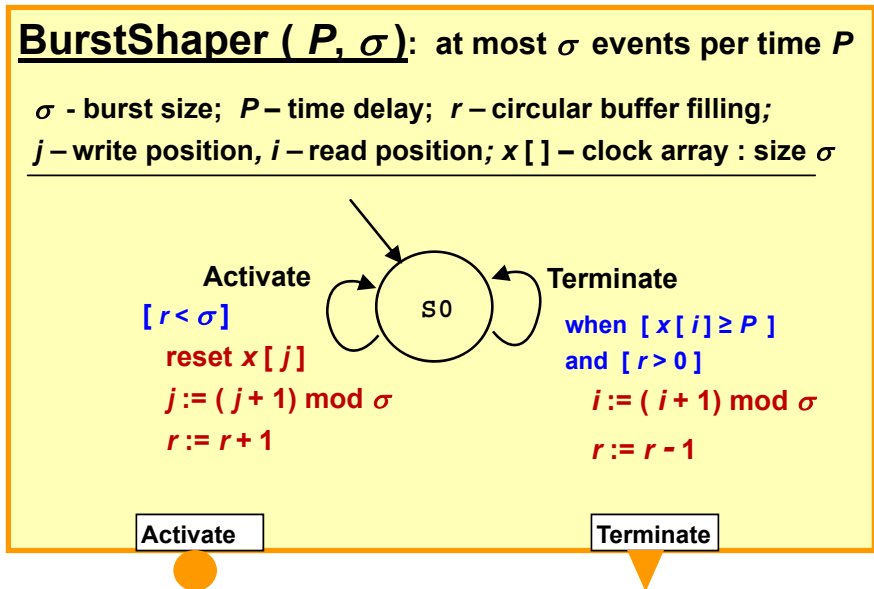 BurstShaper ( P, σ ): at most σ events per time P
σ - burst size; P – time delay; r – circular buffer filling;
j – write position, i – read position; x [ ] – clock array : size σ
Activate
[ r < σ ]
reset x [ j ]
j := ( j + 1) mod σ
r := r + 1
S0
Terminate
when [ x [ i ] ≥ P ]
and [ r > 0 ]
i := ( i + 1) mod σ
r := r - 1
Activate
Terminate